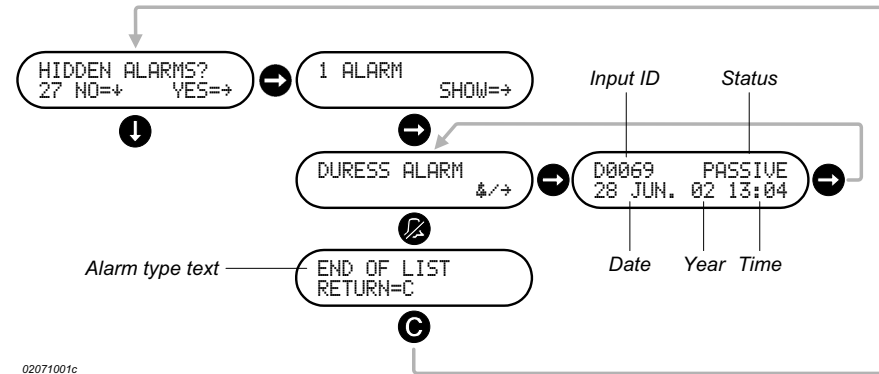 HIDDEN ALARMS?
27 NO=↓ YES=→
1 ALARM
SHOW=→
Input ID
Status
DURESS ALARM
/→
D0069 PASSIVE
28 JUN. 02 13:04
Date
Year
Time
Alarm type text
END OF LIST
RETURN=C
C
02071001c